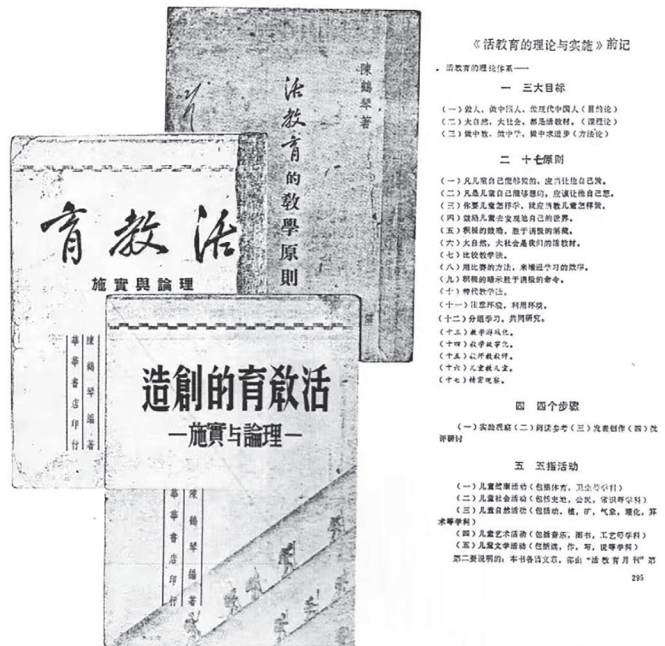 陳鶴琴著
活教育的教學原則
活教育
理論與實施
陳鶴琴編著
華華書店印行
活教育的創造
—理論与實施—
陳鶴琴編著
華華書店印行
《活教育的理论与实施》前记
活教育的理论体系——
一 三大目标
(一)做人,做中国人,做现代中国人(目的论)
(二)大自然,大社会,都是活教材。(课程论)
(三)做中教,做中学,做中求进步(方法论)
二 十七原则
(一)凡儿童自己能够做的,应当让他自己做。
(二)凡是儿童自己能够想的,应该让他自己想。
(三)你要儿童怎样学,就应当教儿童怎样做。
(四)鼓励儿童去发现他自己的世界。
(五)积极的鼓励,胜于消极的制裁。
(六)大自然,大社会是我们的活教材。
(七)比较教学法。
(八)用比赛的方法,来增进学习的效率。
(九)积极的暗示胜于消极的命令。
(十)替代教学法。
(十一)注意环境,利用环境。
(十二)分组学习,共同研究。
(十三)教学游戏化。
(十四)教学故事化。
(十五)教师教教师。
(十六)儿童教儿童。
(十七)精密观察。
四 四个步骤
(一)实验观察(二)阅读参考(三)发表创作(四)批
评研讨
五 五指活动
(一)儿童健康活动(包括体育,卫生等学科)
(二)儿童社会活动(包括史地,公民,常识等学科)
(三)儿童自然活动(包括动,植,矿,气象,理化,算
术等学科)
(四)儿童艺术活动(包括音乐,图书,工艺等学科)
(五)儿童文学活动(包括读,作,写,说等学科)
第二要说明的:本书各篇文章,都由“活教育月刊”第
295